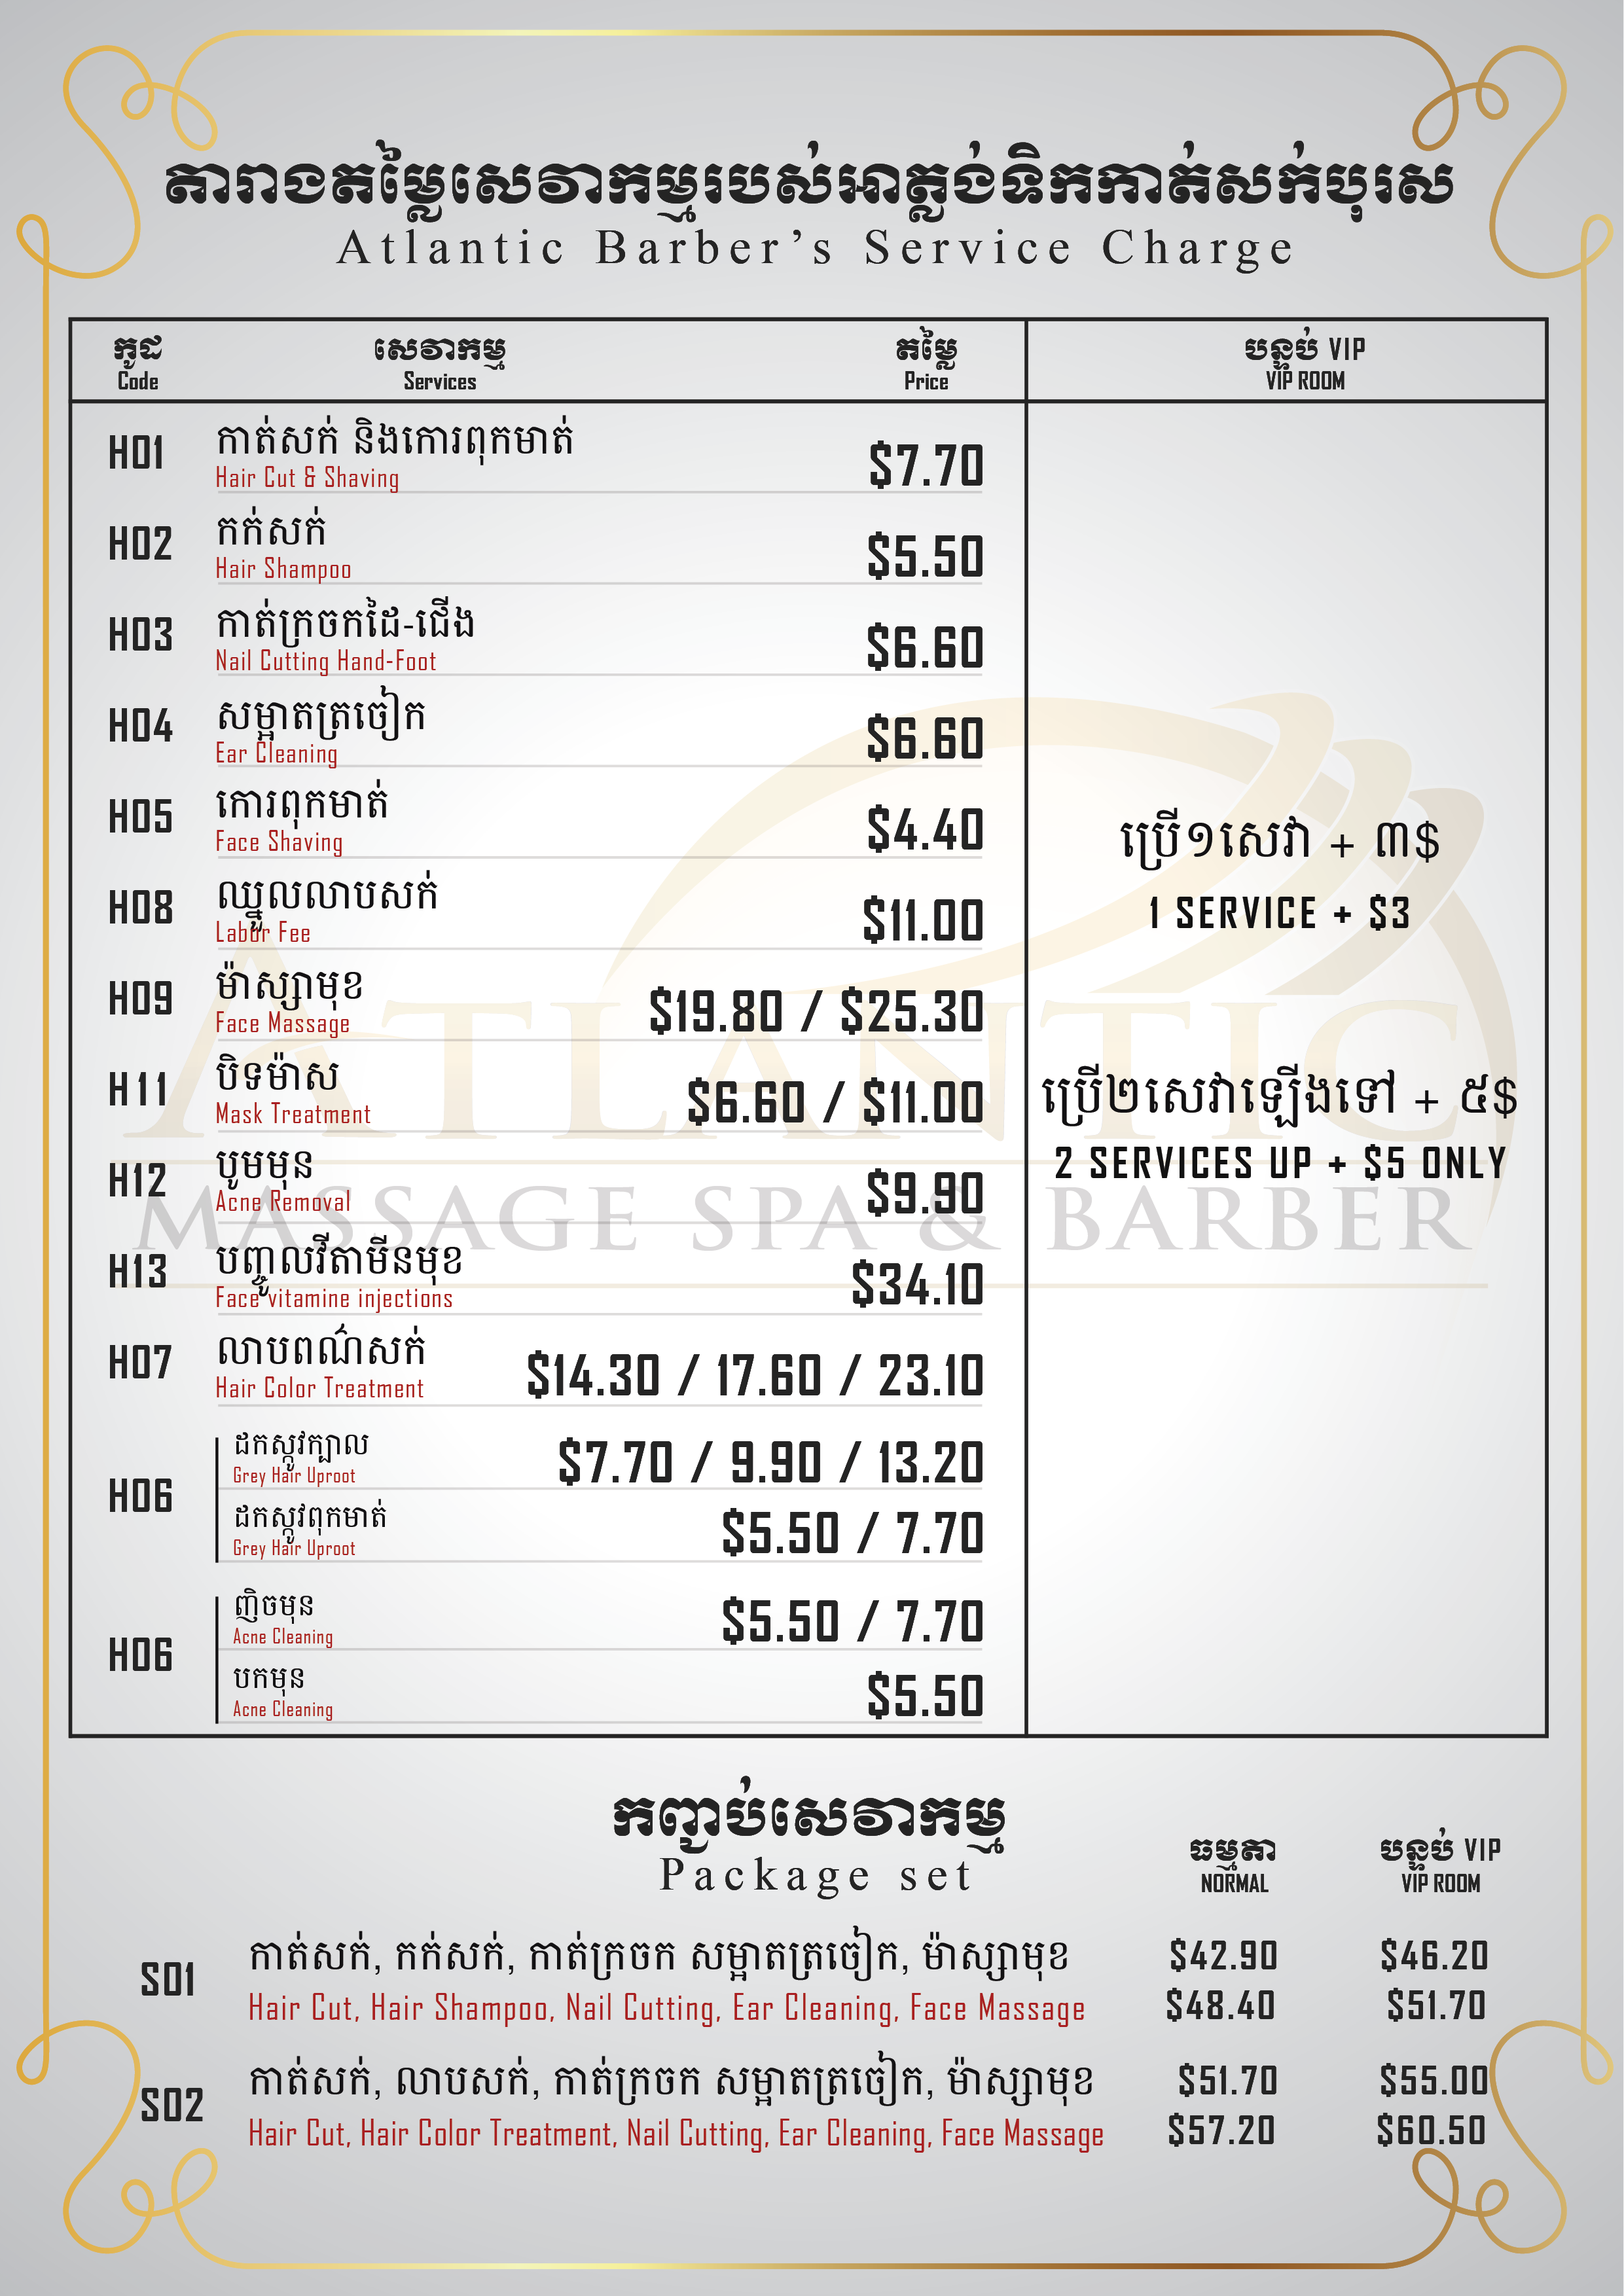 តារាងតម្លៃសេវាកម្មរបស់អាត្លង់ទិកកាត់សក់បុរស
Atlantic Barber’s Service Charge
កូដ សេវាកម្ម តម្លៃ បន្ទប់ VIP
Code Services Price VIP ROOM
H01 កាត់សក់ និងកោរពុកមាត់ $7.70
Hair Cut & Shaving
H02 កក់សក់ $5.50
Hair Shampoo
H03 កាត់ក្រចកដៃ-ជើង $6.60
Nail Cutting Hand-Foot
H04 សម្អាតត្រចៀក $6.60
Ear Cleaning
H05 កោរពុកមាត់ $4.40
Face Shaving
H08 ឈ្នួលលាបសក់ $11.00
Labor Fee
H09 ម៉ាស្សាមុខ $19.80 / $25.30
Face Massage
H11 បិទម៉ាស $6.60 / $11.00
Mask Treatment
H12 បូមមុន $9.90
Acne Removal
H13 បញ្ចូលវីតាមីនមុខ $34.10
Face vitamine injections
H07 លាបពណ៌សក់ $14.30 / 17.60 / 23.10
Hair Color Treatment
H06 ដកស្កូវក្បាល $7.70 / 9.90 / 13.20
Grey Hair Uproot
ដកស្កូវពុកមាត់ $5.50 / 7.70
Grey Hair Uproot
H06 ញិចមុន $5.50 / 7.70
Acne Cleaning
បកមុន $5.50
Acne Cleaning
ប្រើ១សេវា + ៣$
1 SERVICE + $3
ប្រើ២សេវាឡើងទៅ + ៥$
2 SERVICES UP + $5 ONLY
ATLANTIC
MASSAGE SPA & BARBER
កញ្ចប់សេវាកម្ម
Package set
ធម្មតា បន្ទប់ VIP
NORMAL VIP ROOM
S01 កាត់សក់, កក់សក់, កាត់ក្រចក សម្អាតត្រចៀក, ម៉ាស្សាមុខ $42.90 $46.20
Hair Cut, Hair Shampoo, Nail Cutting, Ear Cleaning, Face Massage $48.40 $51.70
S02 កាត់សក់, លាបសក់, កាត់ក្រចក សម្អាតត្រចៀក, ម៉ាស្សាមុខ $51.70 $55.00
Hair Cut, Hair Color Treatment, Nail Cutting, Ear Cleaning, Face Massage $57.20 $60.50